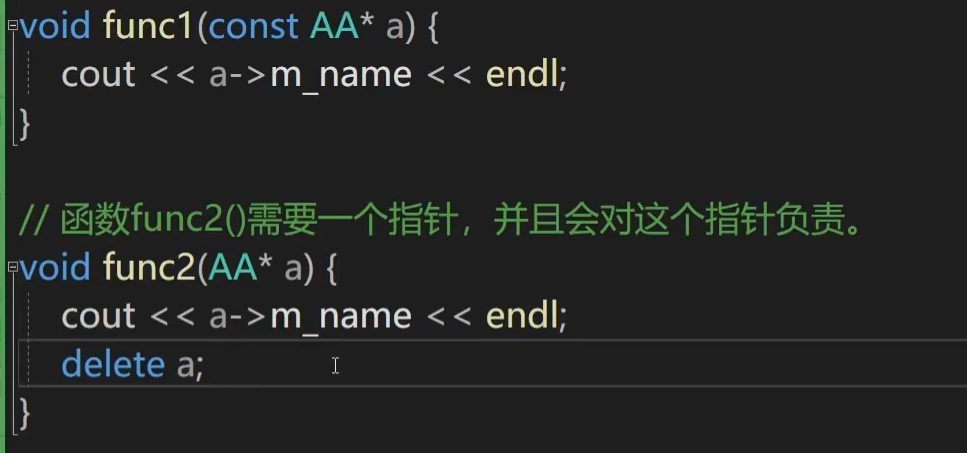 void func1(const AA* a) {
    cout << a->m_name << endl;
}
// 函数func2()需要一个指针，并且会对这个指针负责。
void func2(AA* a) {
    cout << a->m_name << endl;
    delete a;
}